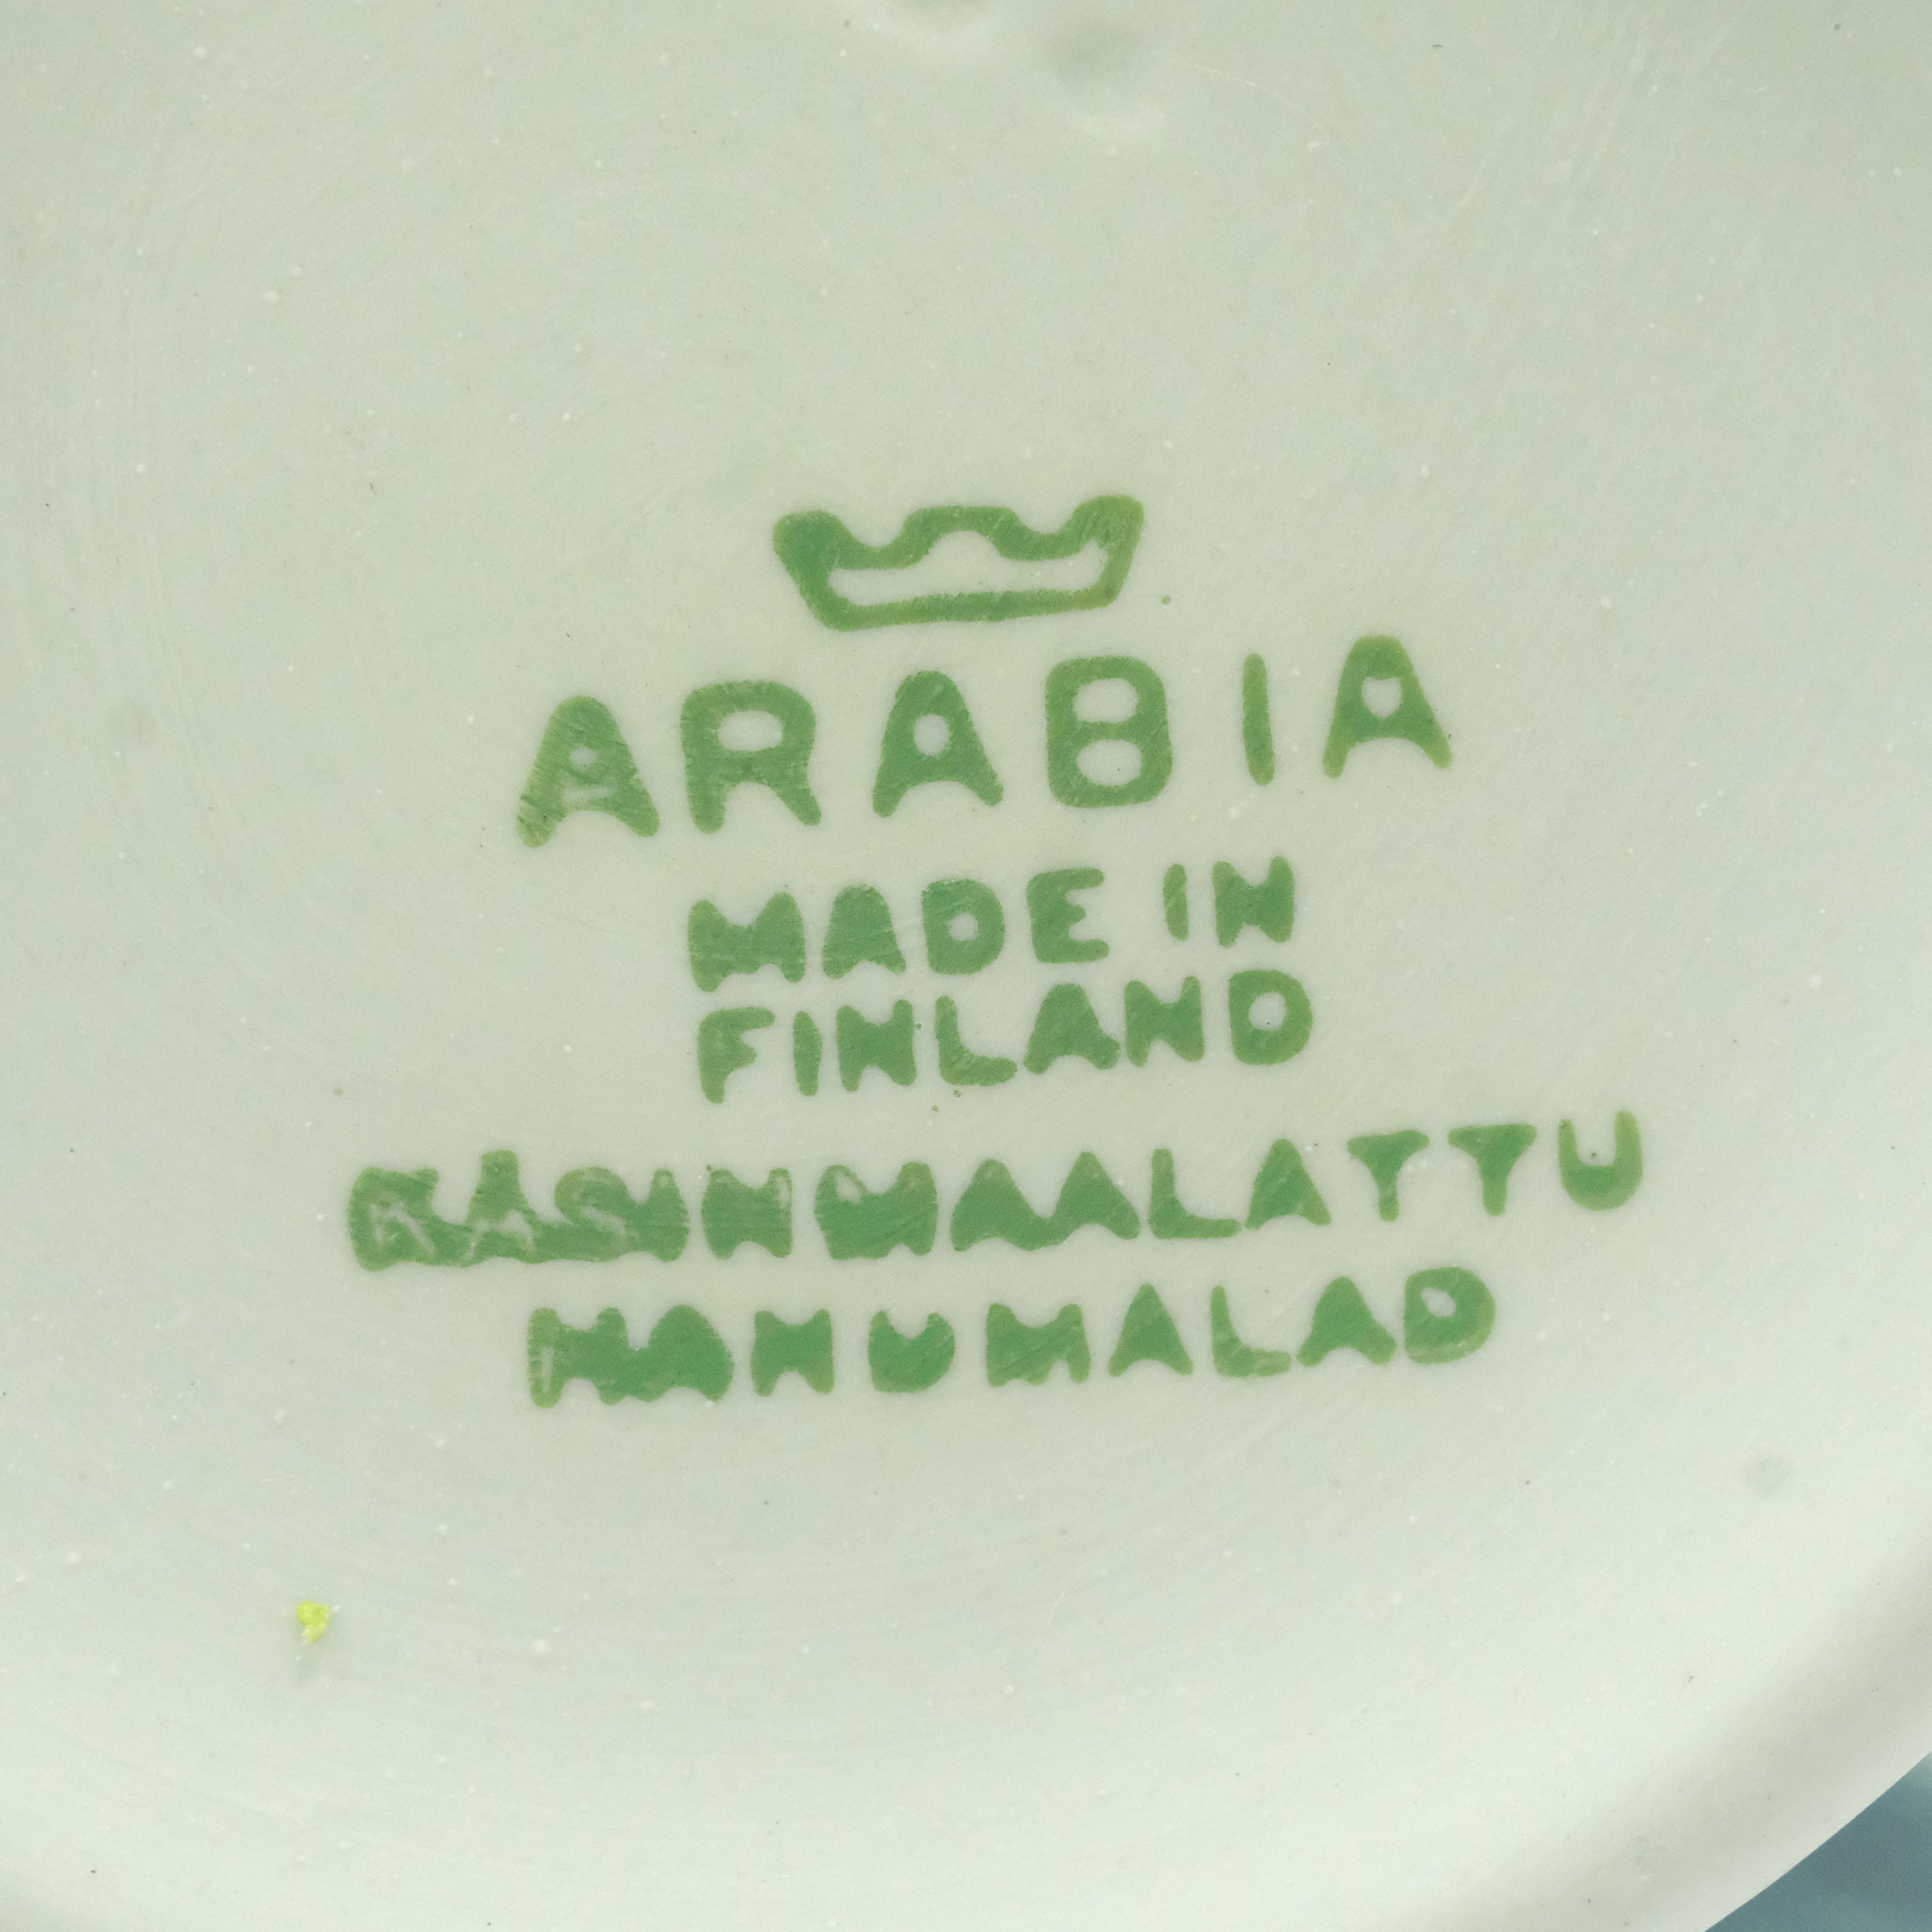 ARABIA
MADE IN
FINLAND
KÄSINMAALATTU
HANDMALAD